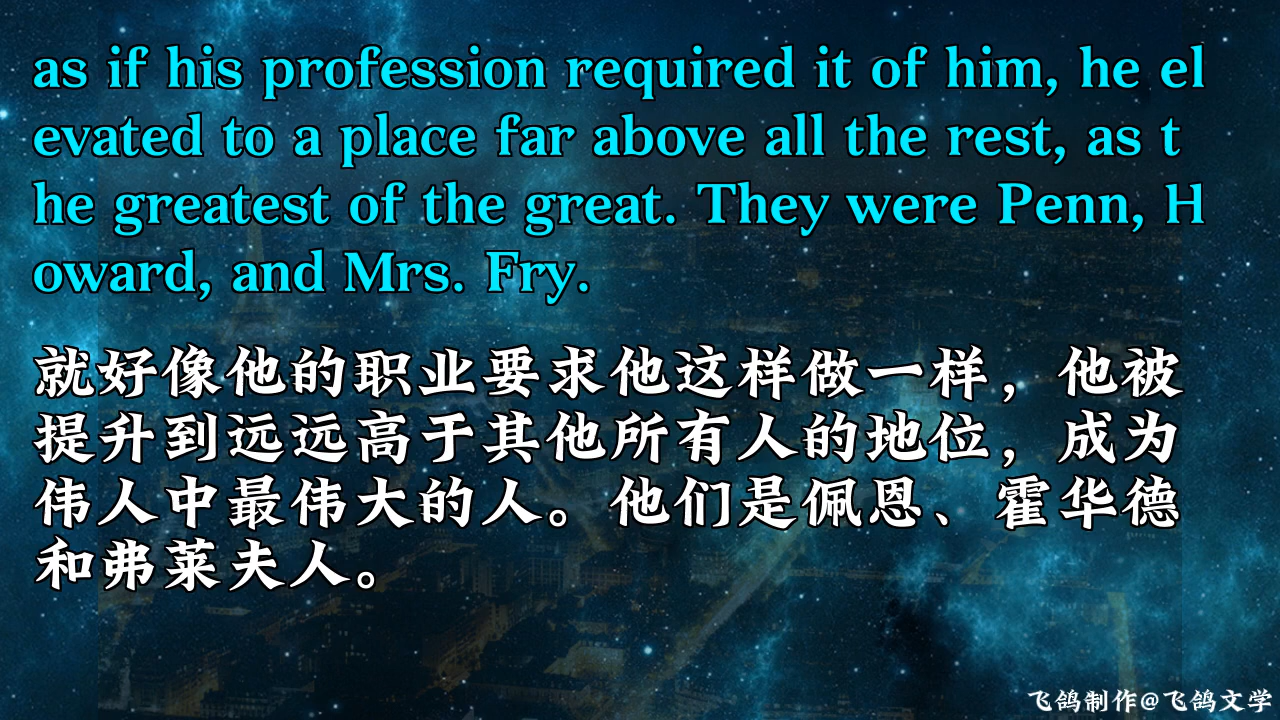 as if his profession required it of him, he el
evated to a place far above all the rest, as t
he greatest of the great. They were Penn, H
oward, and Mrs. Fry.
就好像他的职业要求他这样做一样，他被
提升到远远高于其他所有人的地位，成为
伟人中最伟大的人。他们是佩恩、霍华德
和弗莱夫人。
飞鸽制作@飞鸽文学